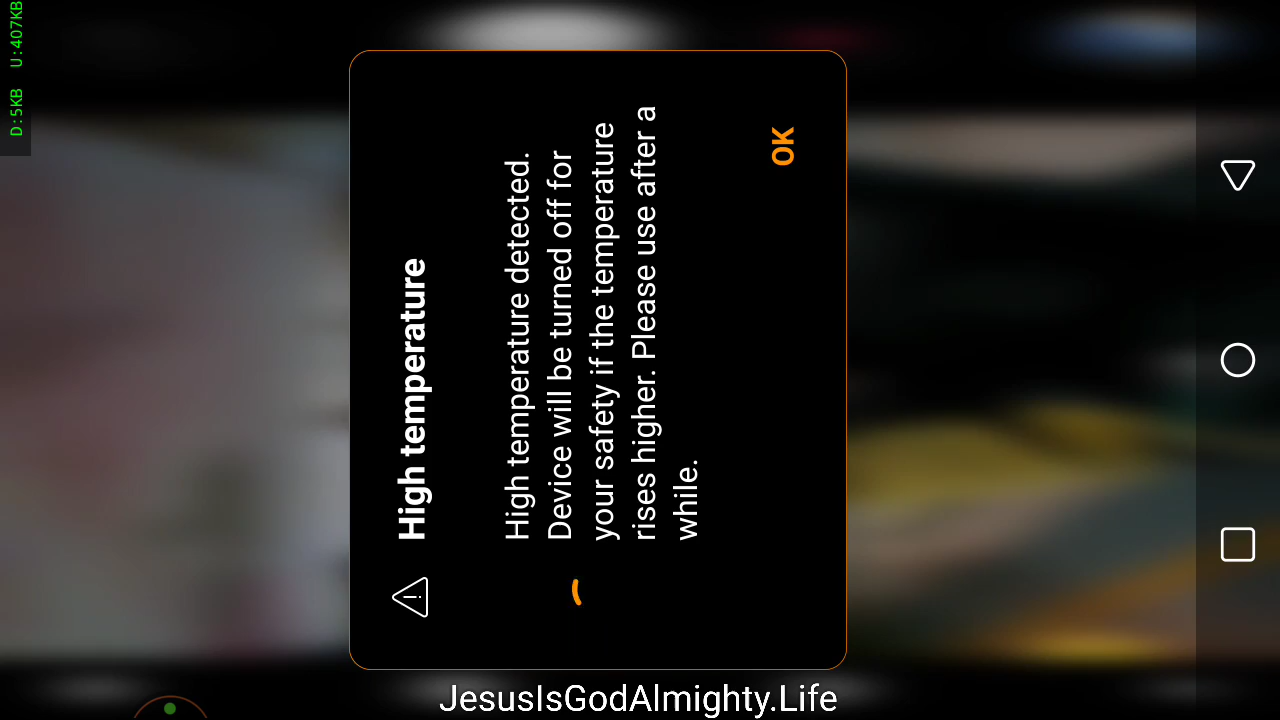 D:5KB U:407KB
High temperature
High temperature detected.
Device will be turned off for
your safety if the temperature
rises higher. Please use after a
while.
OK
JesusIsGodAlmighty.Life